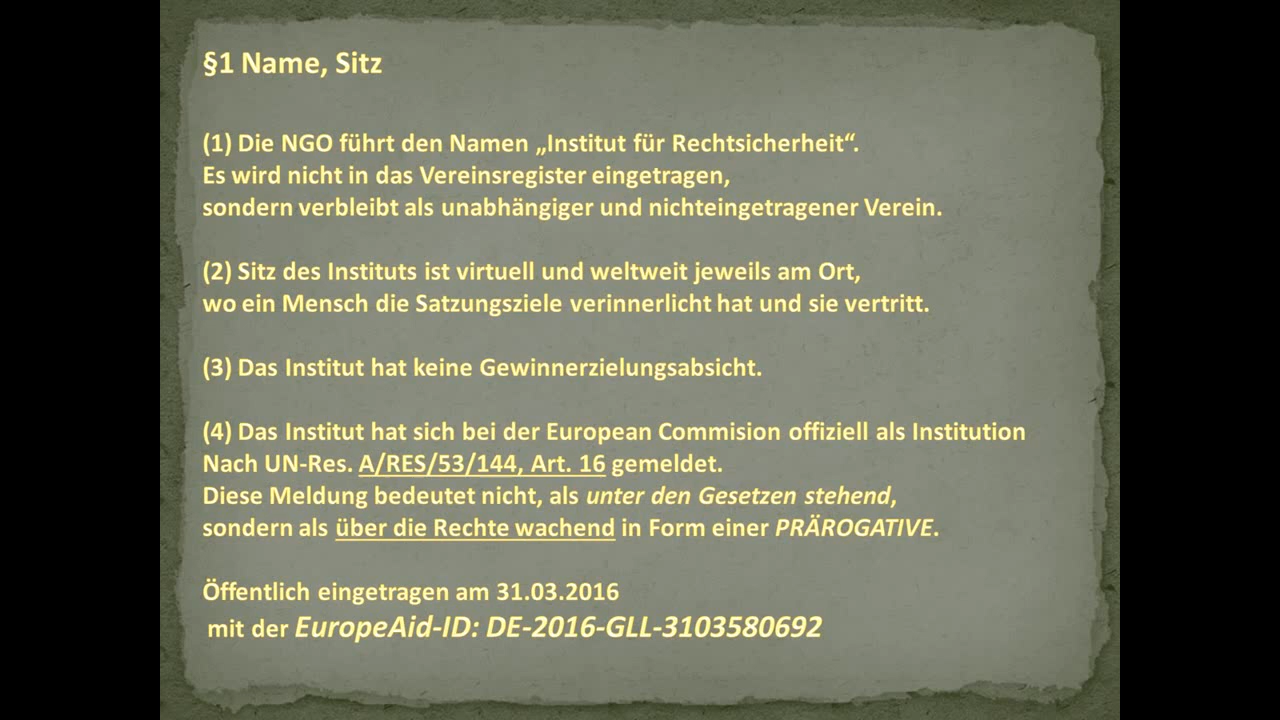 §1 Name, Sitz
(1) Die NGO führt den Namen „Institut für Rechtsicherheit“.
Es wird nicht in das Vereinsregister eingetragen,
sondern verbleibt als unabhängiger und nichteingetragener Verein.
(2) Sitz des Instituts ist virtuell und weltweit jeweils am Ort,
wo ein Mensch die Satzungsziele verinnerlicht hat und sie vertritt.
(3) Das Institut hat keine Gewinnerzielungsabsicht.
(4) Das Institut hat sich bei der European Commision offiziell als Institution
Nach UN-Res. A/RES/53/144, Art. 16 gemeldet.
Diese Meldung bedeutet nicht, als unter den Gesetzen stehend,
sondern als über die Rechte wachend in Form einer PRÄROGATIVE.
Öffentlich eingetragen am 31.03.2016
mit der EuropeAid-ID: DE-2016-GLL-3103580692